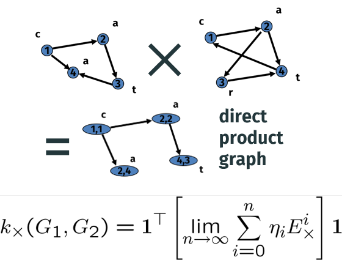 c a
1 2
a
4 3 t
×
a
c 2
1
4 t
3
r
=
c a
1,1 2,2
a
2,4 4,3
t
direct
product
graph
k×(G1, G2) = 1⊤ [ lim n→∞ ∑ i=0 n ηi E×^i ] 1